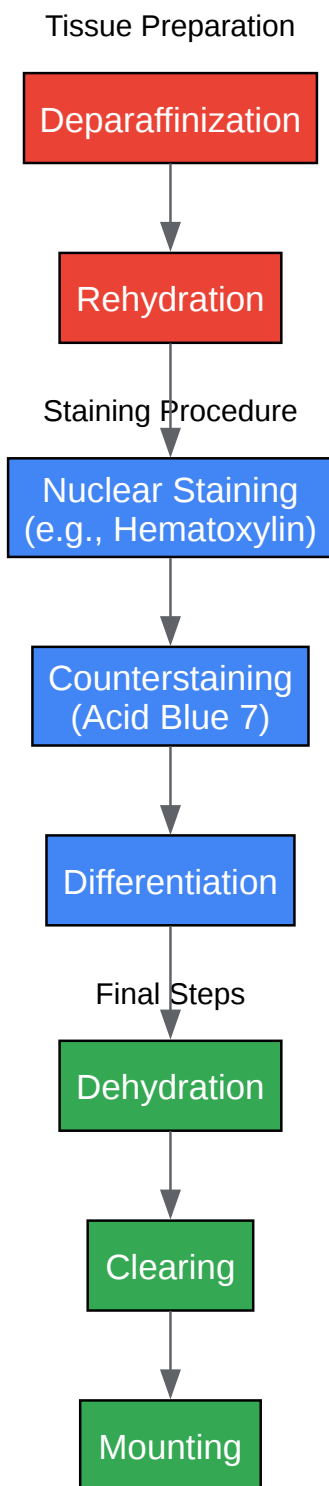 Tissue Preparation
Deparaffinization
Rehydration
Staining Procedure
Nuclear Staining
(e.g., Hematoxylin)
Counterstaining
(Acid Blue 7)
Differentiation
Final Steps
Dehydration
Clearing
Mounting